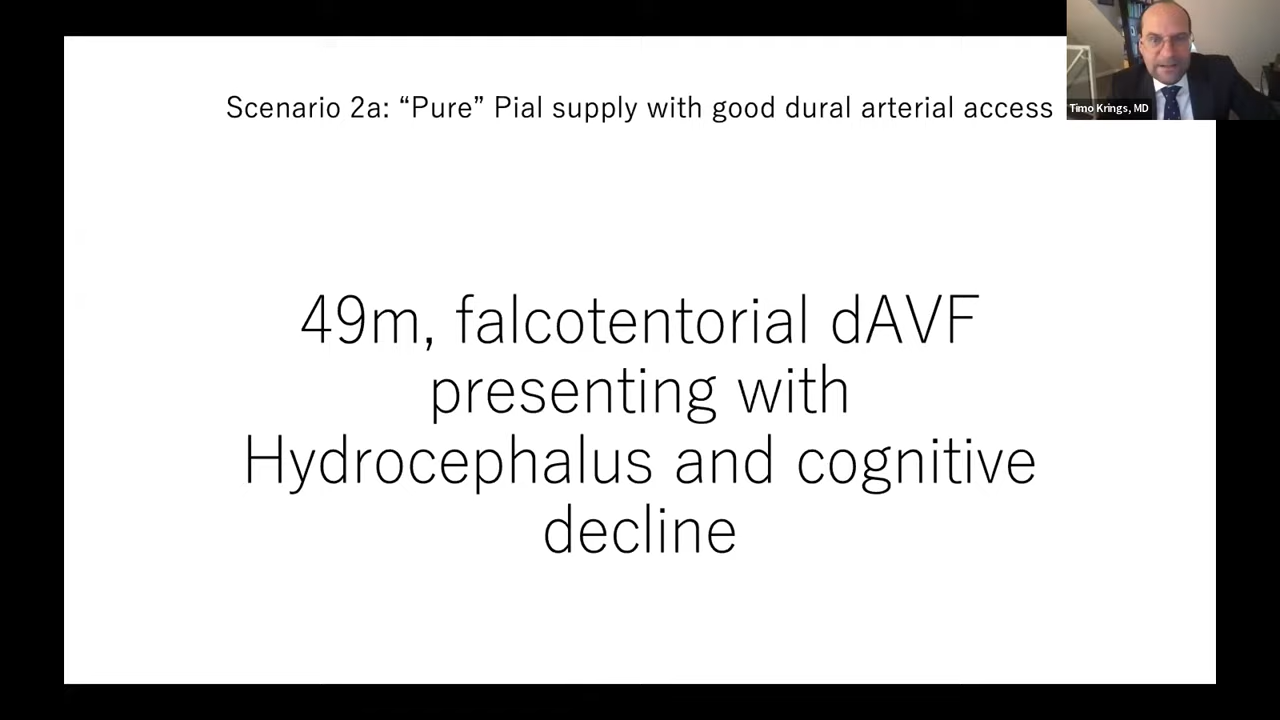 Scenario 2a: “Pure” Pial supply with good dural arterial access
Timo Krings, MD
49m, falcotentorial dAVF
presenting with
Hydrocephalus and cognitive
decline